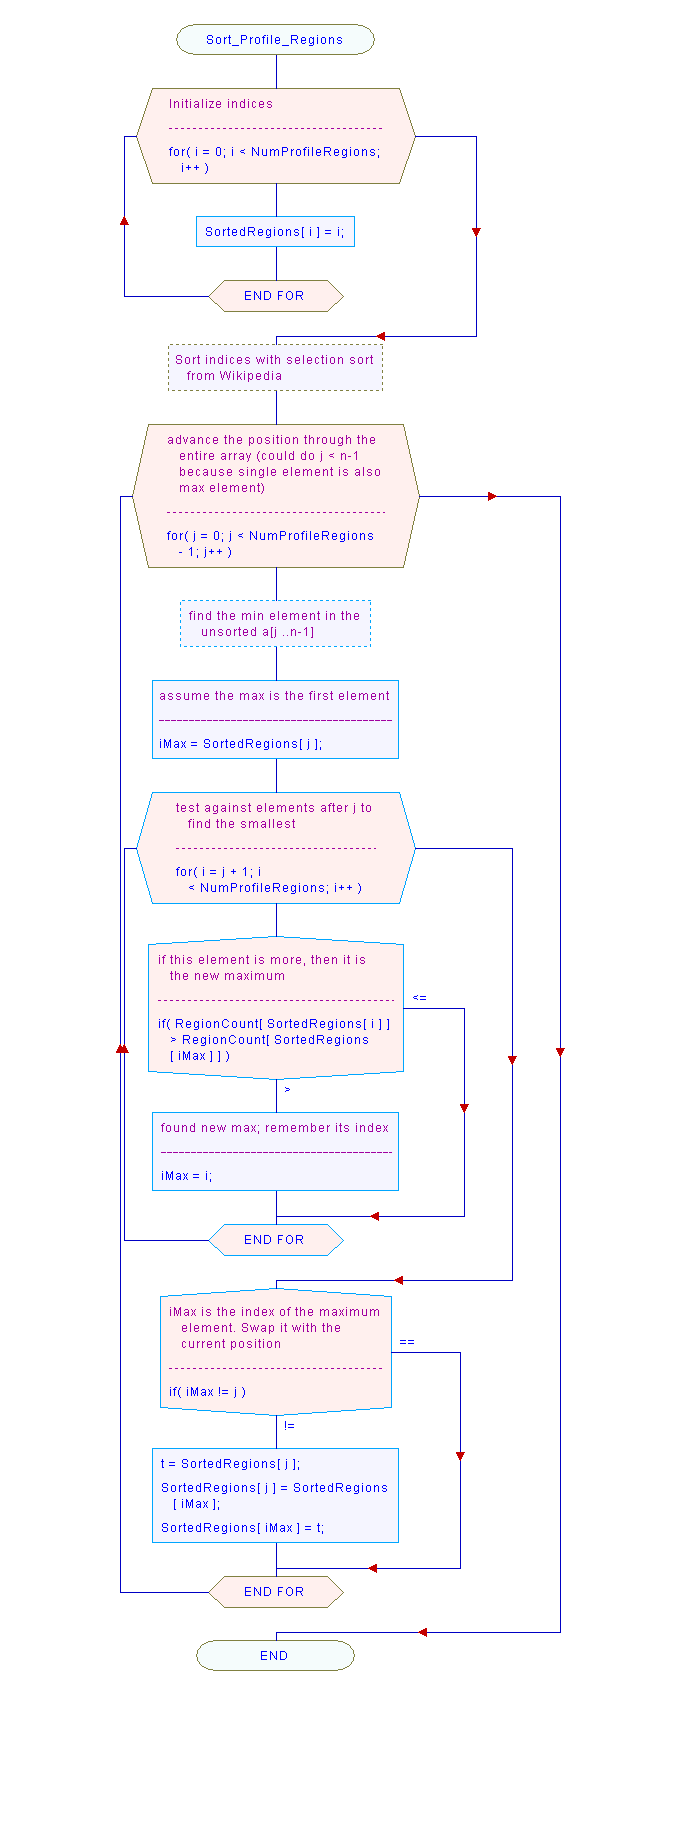 Sort_Profile_Regions
Initialize indices
for( i = 0; i < NumProfileRegions;
i++ )
SortedRegions[ i ] = i;
END FOR
Sort indices with selection sort
from Wikipedia
advance the position through the
entire array (could do j < n-1
because single element is also
max element)
for( j = 0; j < NumProfileRegions
- 1; j++ )
find the min element in the
unsorted a[j ..n-1]
assume the max is the first element
iMax = SortedRegions[ j ];
test against elements after j to
find the smallest
for( i = j + 1; i
< NumProfileRegions; i++ )
if this element is more, then it is
the new maximum
<=
if( RegionCount[ SortedRegions[ i ] ]
> RegionCount[ SortedRegions
[ iMax ] ] )
>
found new max; remember its index
iMax = i;
END FOR
iMax is the index of the maximum
element. Swap it with the
current position
==
if( iMax != j )
!=
t = SortedRegions[ j ];
SortedRegions[ j ] = SortedRegions
[ iMax ];
SortedRegions[ iMax ] = t;
END FOR
END